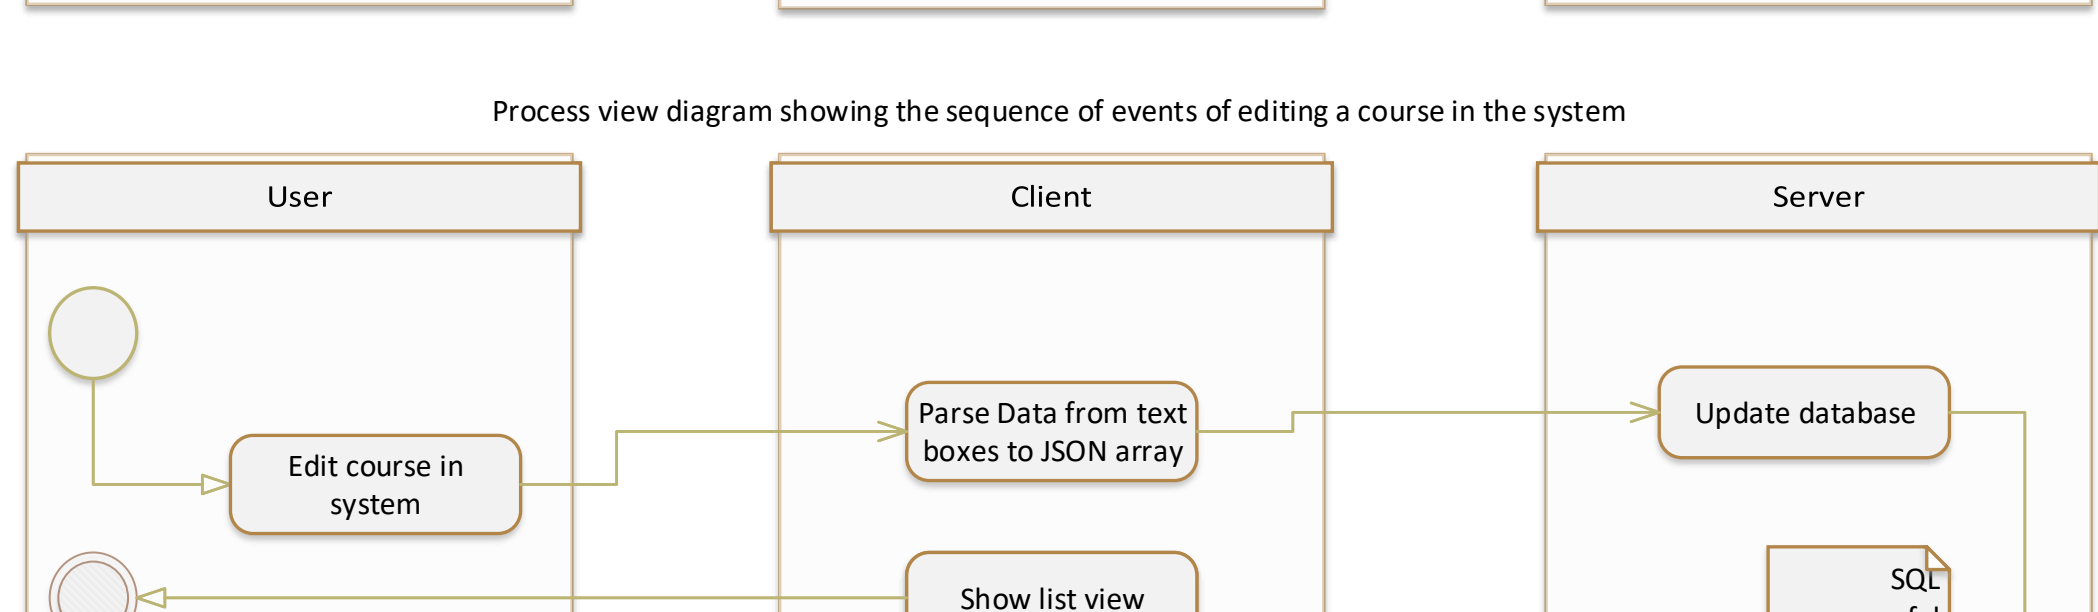 Process view diagram showing the sequence of events of editing a course in the system
User
Client
Server
Parse Data from text
boxes to JSON array
Update database
Edit course in
system
Show list view
SQL